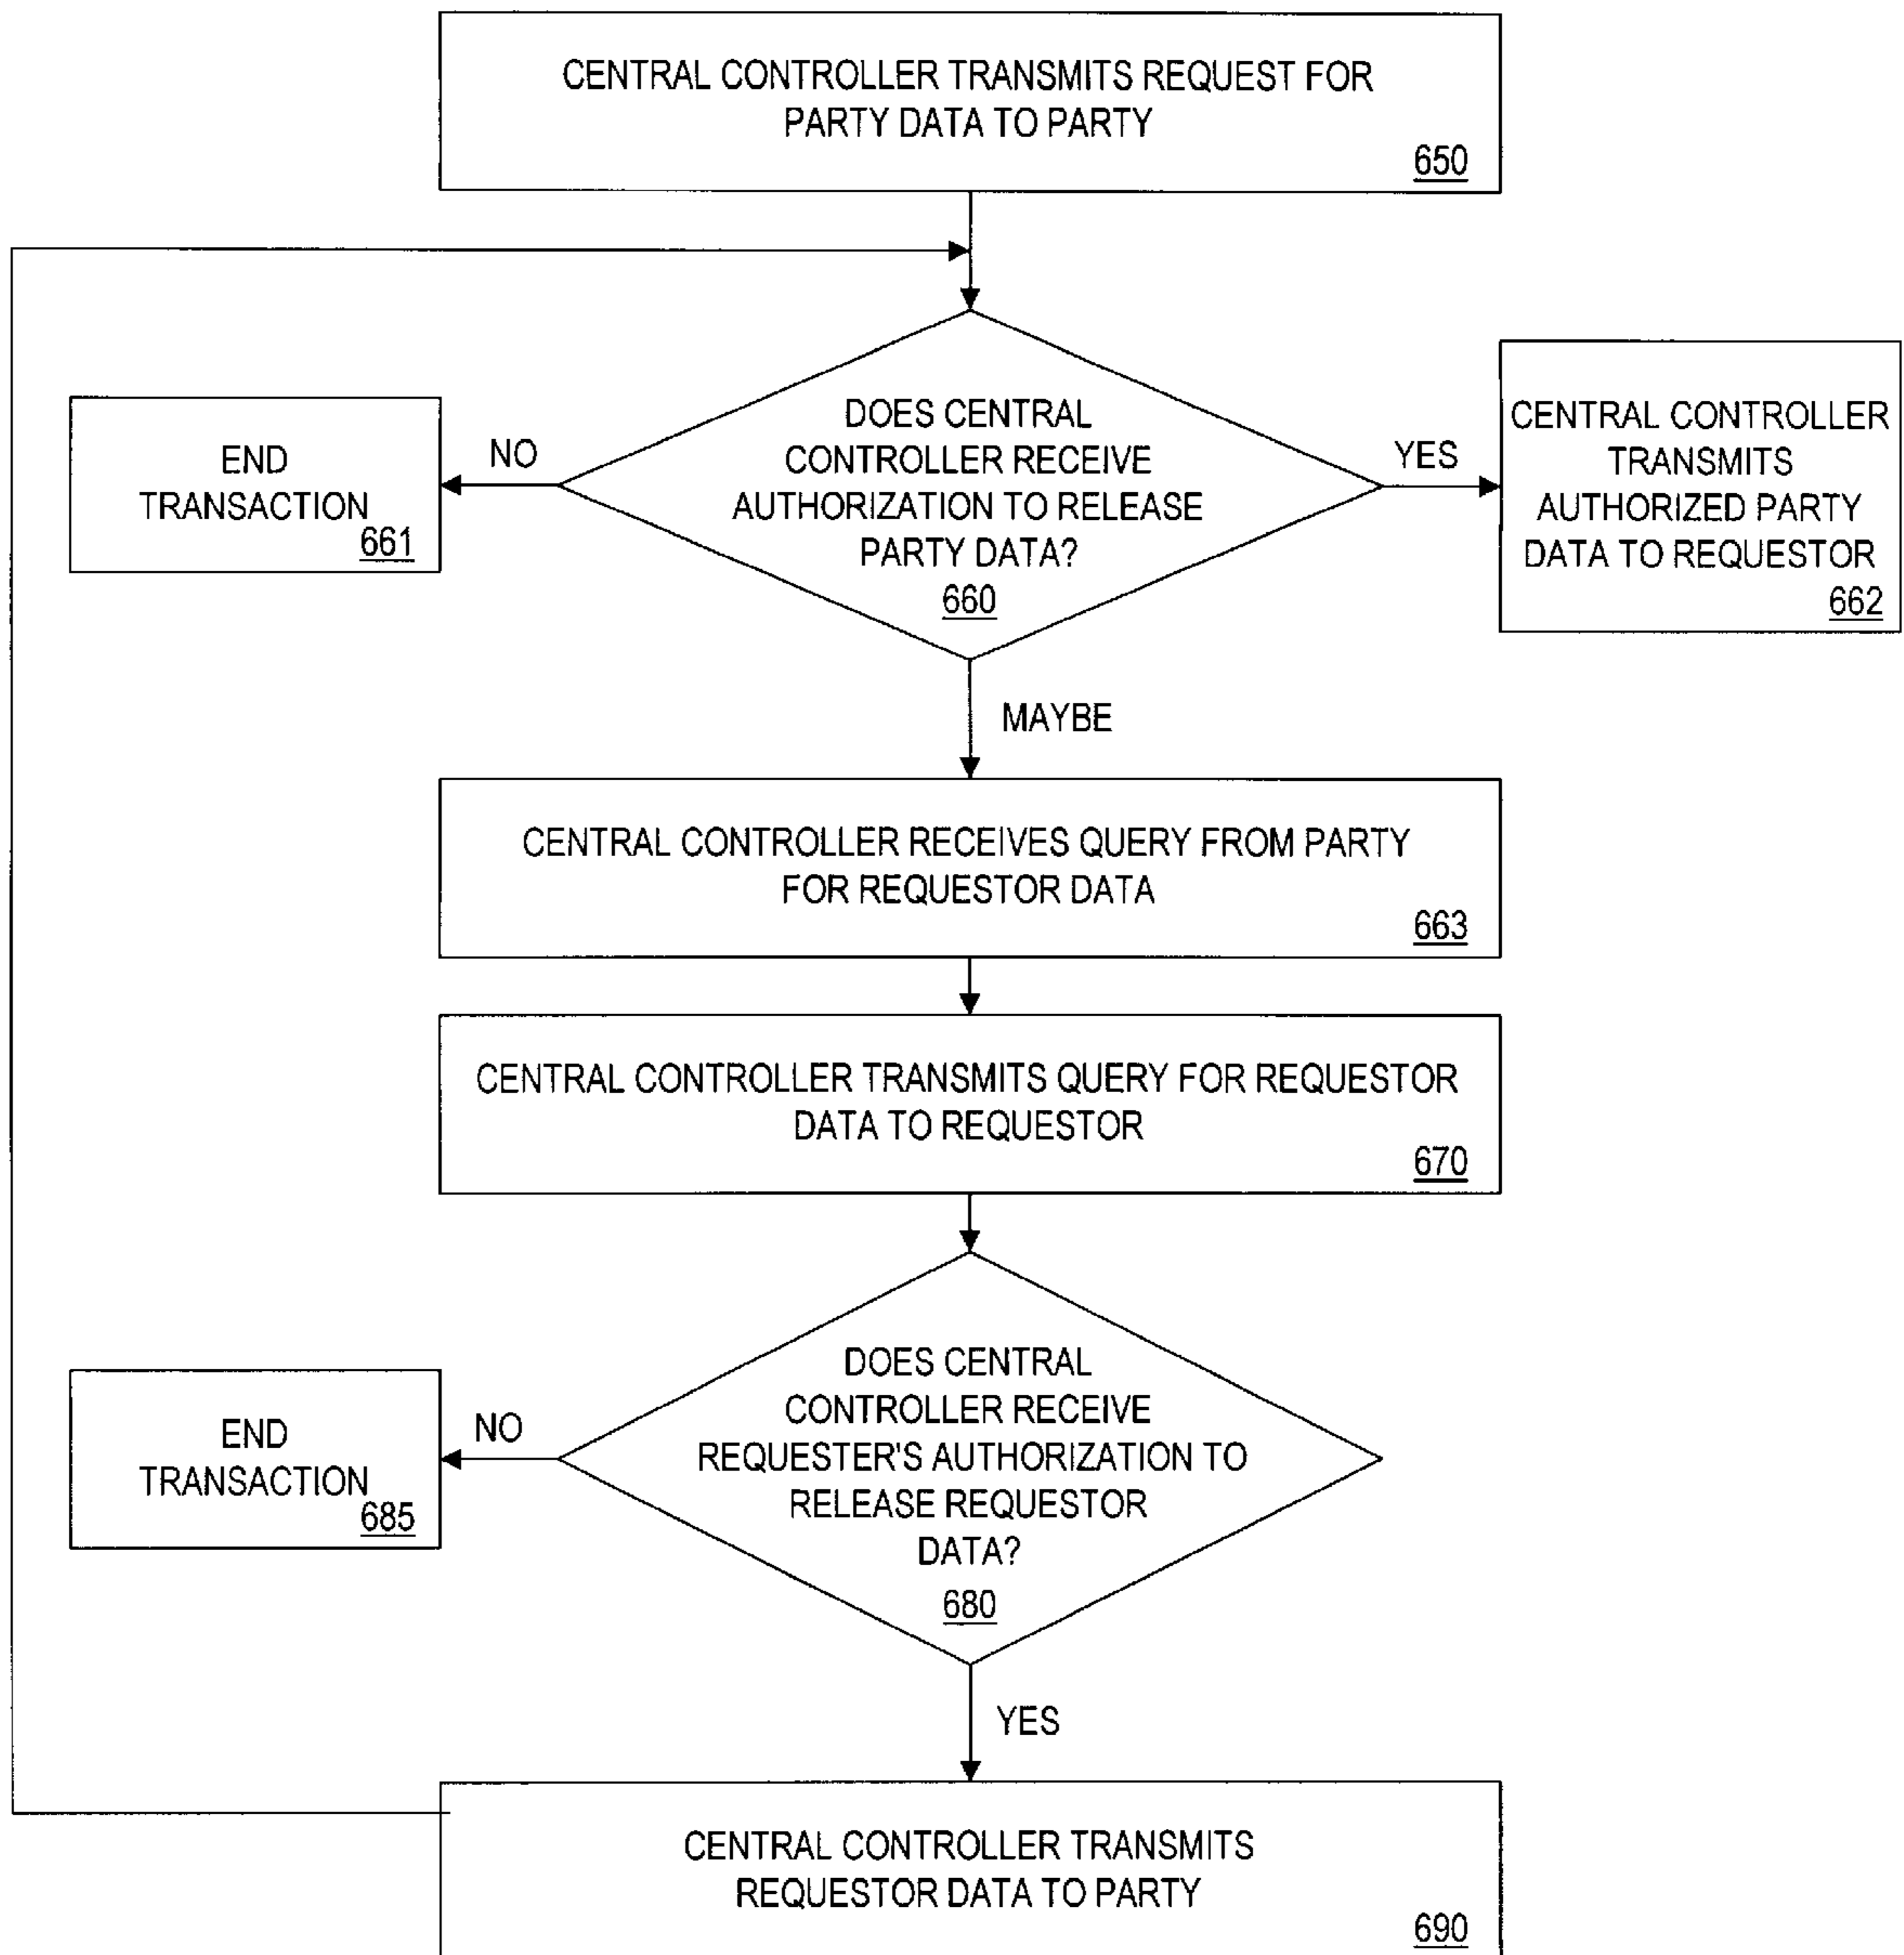 CENTRAL CONTROLLER TRANSMITS REQUEST FOR
PARTY DATA TO PARTY
650
DOES CENTRAL
CONTROLLER RECEIVE
AUTHORIZATION TO RELEASE
PARTY DATA?
660
NO
END
TRANSACTION
661
YES
CENTRAL CONTROLLER
TRANSMITS
AUTHORIZED PARTY
DATA TO REQUESTOR
662
MAYBE
CENTRAL CONTROLLER RECEIVES QUERY FROM PARTY
FOR REQUESTOR DATA
663
CENTRAL CONTROLLER TRANSMITS QUERY FOR REQUESTOR
DATA TO REQUESTOR
670
DOES CENTRAL
CONTROLLER RECEIVE
REQUESTER'S AUTHORIZATION TO
RELEASE REQUESTOR
DATA?
680
NO
END
TRANSACTION
685
YES
CENTRAL CONTROLLER TRANSMITS
REQUESTOR DATA TO PARTY
690